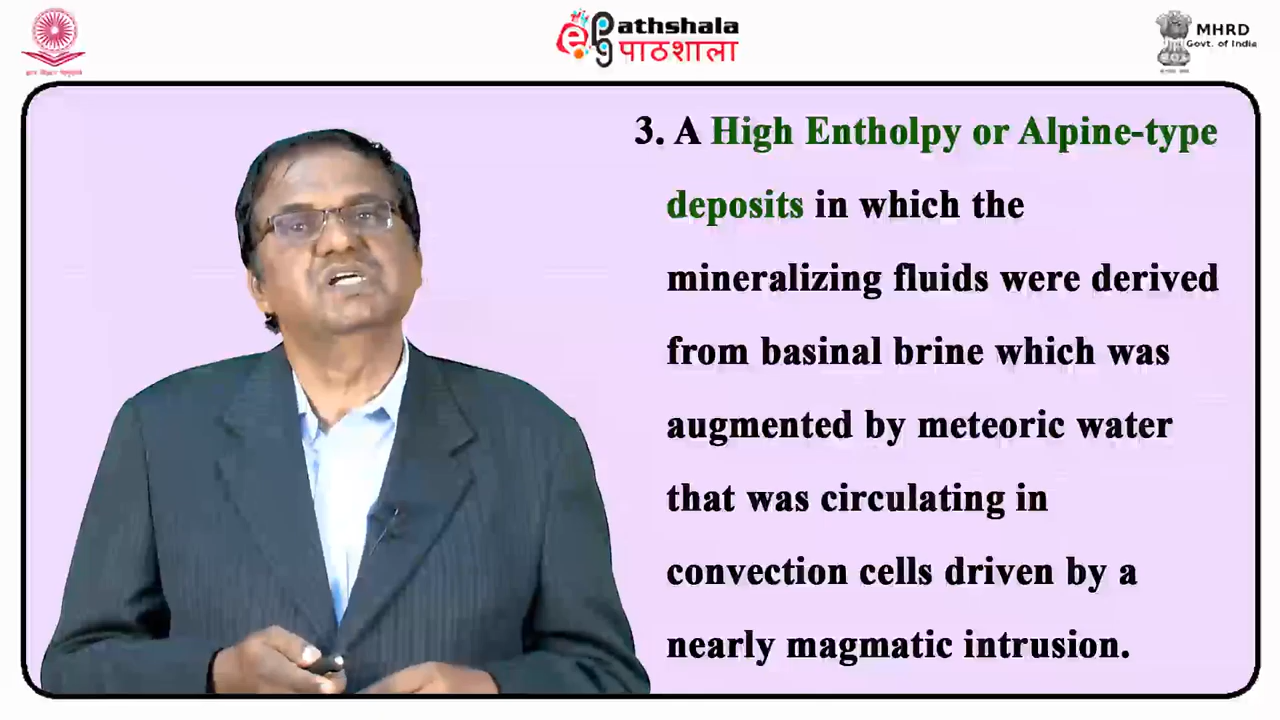 ePathshala
पाठशाला
MHRD
Govt. of India
3. A High Entholpy or Alpine-type
deposits in which the
mineralizing fluids were derived
from basinal brine which was
augmented by meteoric water
that was circulating in
convection cells driven by a
nearly magmatic intrusion.